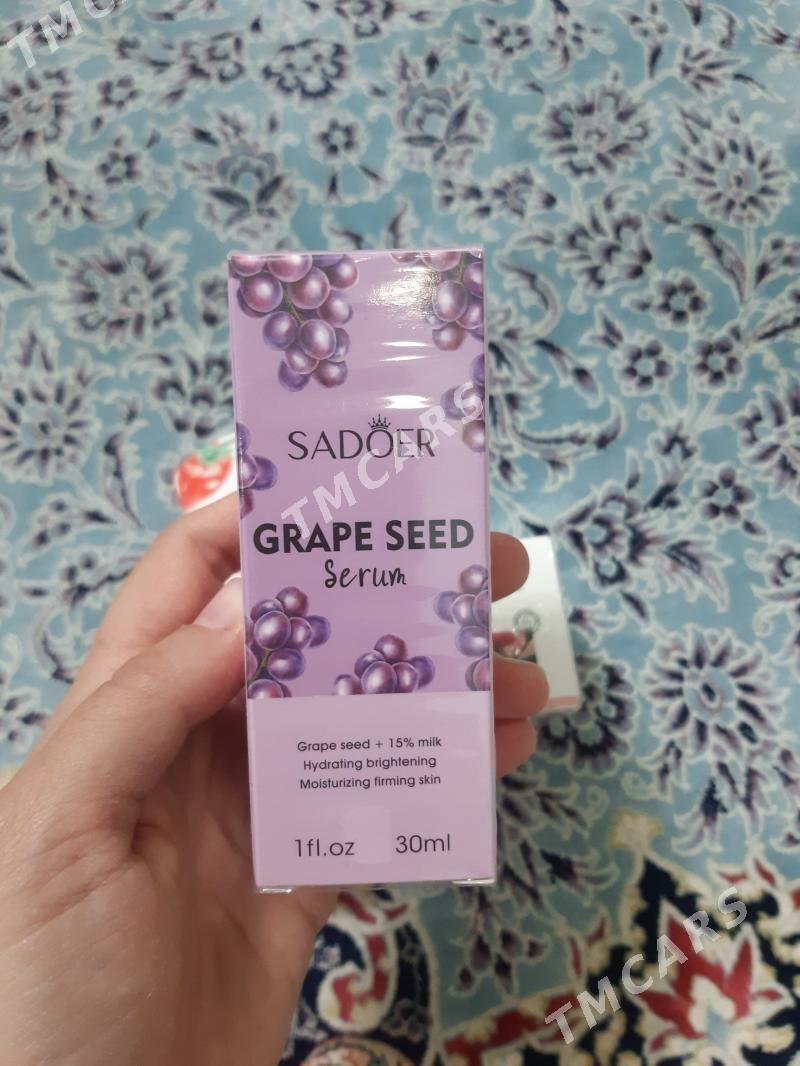 TMCARS
SADOER
TMCARS
GRAPE SEED
Serum
Grape seed + 15% milk
Hydrating brightening
Moisturizing firming skin
1fl.oz 30ml
TMCARS